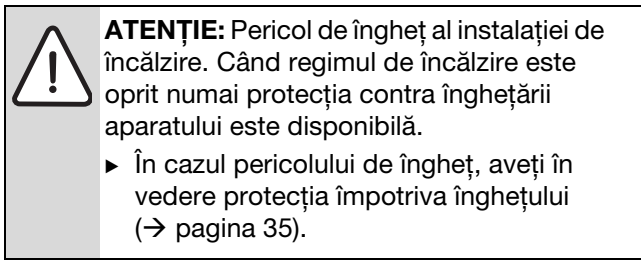 ATENȚIE: Pericol de îngheț al instalației de
încălzire. Când regimul de încălzire este
oprit numai protecția contra înghețării
aparatului este disponibilă.
▸ În cazul pericolului de îngheț, aveți în
vedere protecția împotriva înghețului
(→ pagina 35).